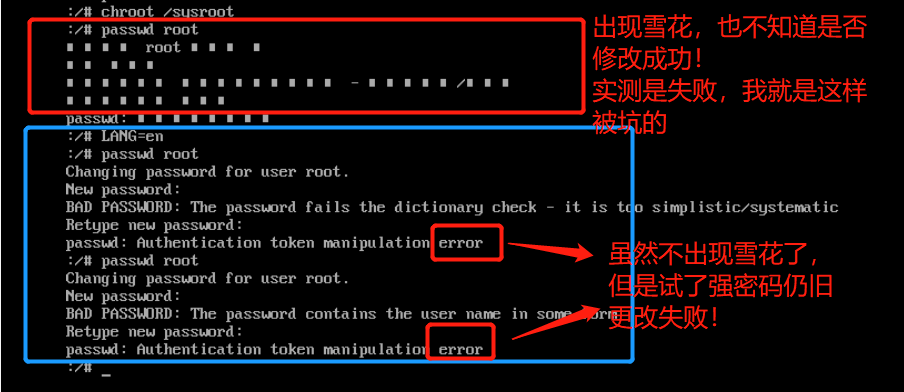 :/# chroot /sysroot
:/# passwd root
root
- /
passwd:
:/# LANG=en
:/# passwd root
Changing password for user root.
New password:
BAD PASSWORD: The password fails the dictionary check - it is too simplistic/systematic
Retype new password:
passwd: Authentication token manipulation error
:/# passwd root
Changing password for user root.
New password:
BAD PASSWORD: The password contains the user name in some form
Retype new password:
passwd: Authentication token manipulation error
:/# _
出现雪花，也不知道是否
修改成功！
实测是失败，我就是这样
被坑的
虽然不出现雪花了，
但是试了强密码仍旧
更改失败！